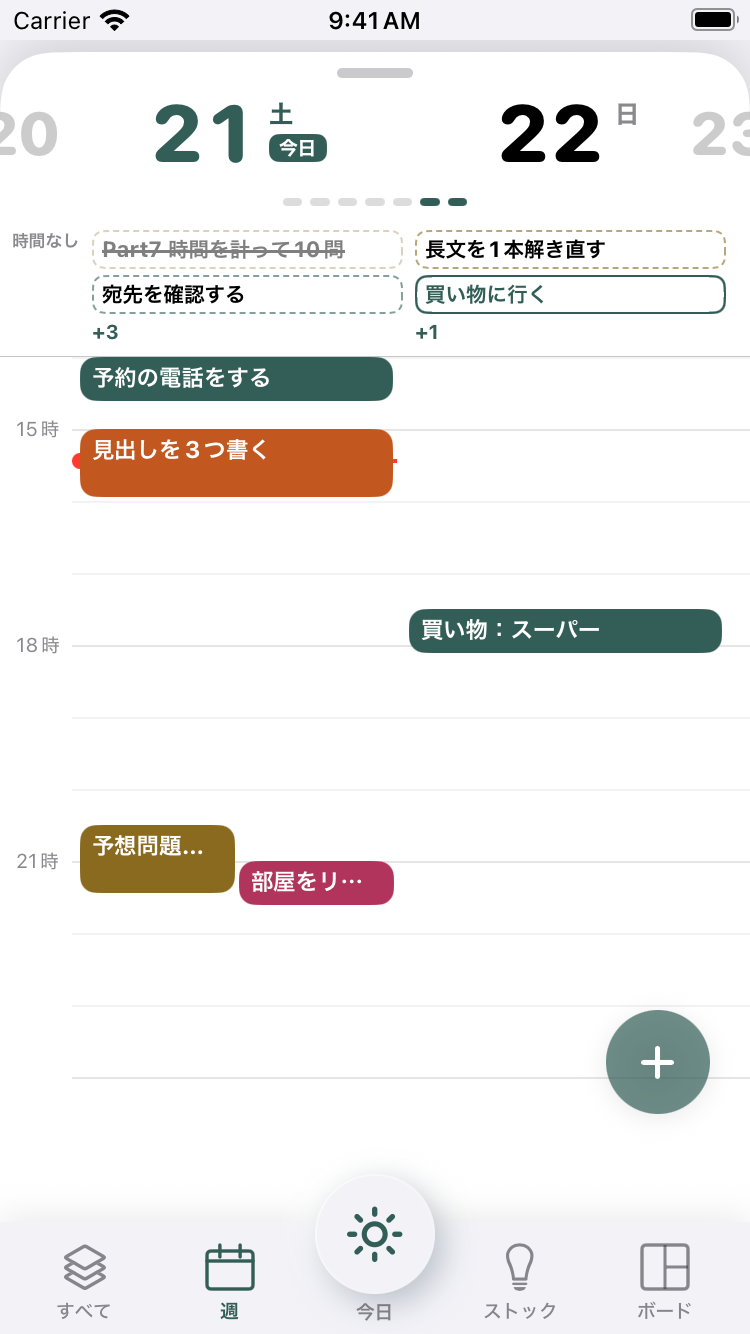 Carrier 9:41 AM
20 21 土 今日 22 日 23
時間なし
Part7 時間を計って10問
長文を1本解き直す
宛先を確認する
買い物に行く
+3
+1
予約の電話をする
15時
見出しを3つ書く
買い物：スーパー
18時
予想問題…
21時
部屋をリ…
すべて
週
今日
ストック
ボード